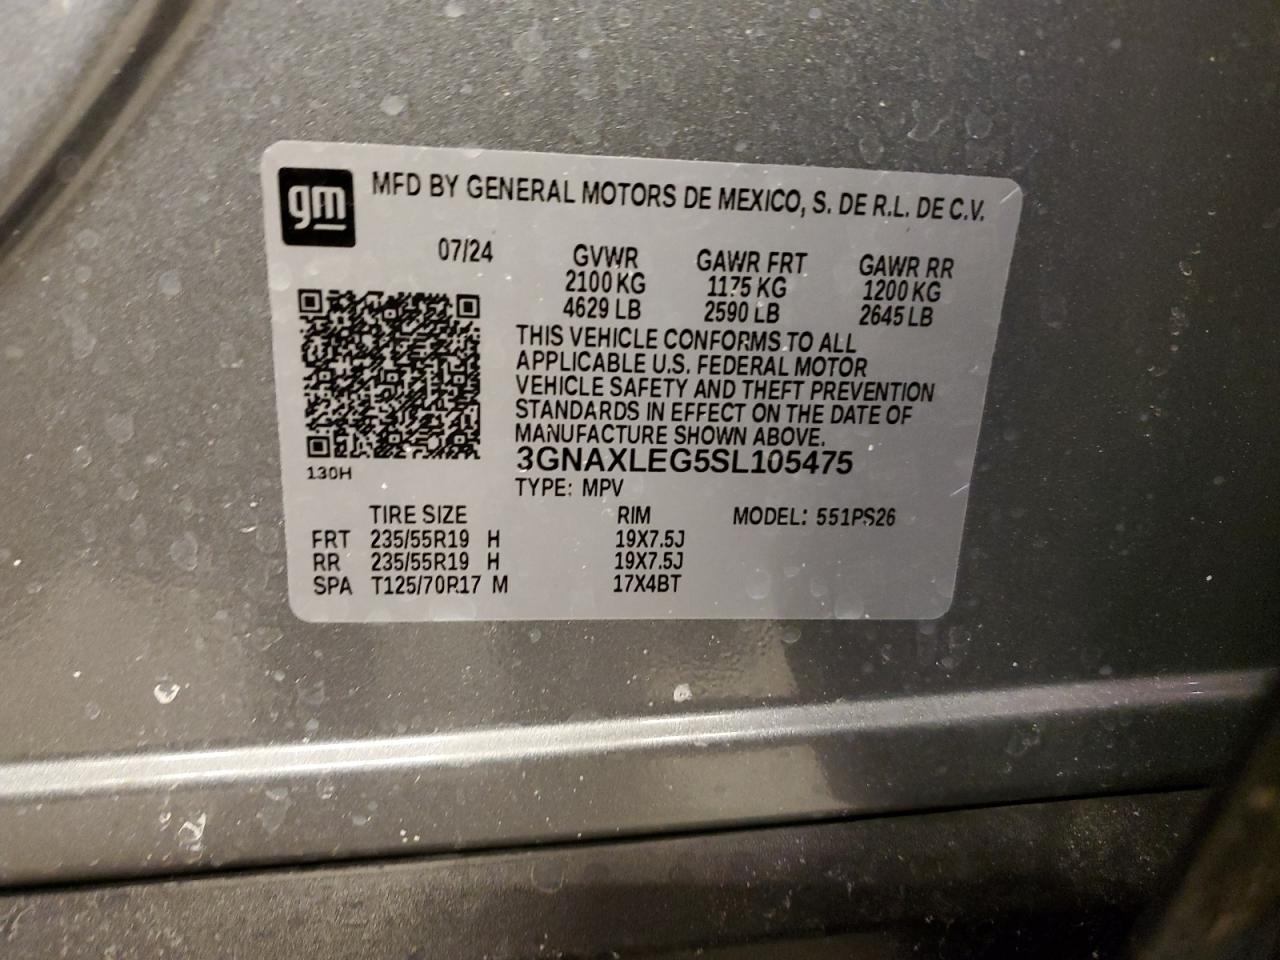 gm
MFD BY GENERAL MOTORS DE MEXICO, S. DE R.L. DE C.V.
07/24 GVWR GAWR FRT GAWR RR
2100 KG 1175 KG 1200 KG
4629 LB 2590 LB 2645 LB
THIS VEHICLE CONFORMS TO ALL
APPLICABLE U.S. FEDERAL MOTOR
VEHICLE SAFETY AND THEFT PREVENTION
STANDARDS IN EFFECT ON THE DATE OF
MANUFACTURE SHOWN ABOVE.
130H
3GNAXLEG5SL105475
TYPE: MPV
TIRE SIZE RIM MODEL: 551PS26
FRT 235/55R19 H 19X7.5J
RR 235/55R19 H 19X7.5J
SPA T125/70R17 M 17X4BT